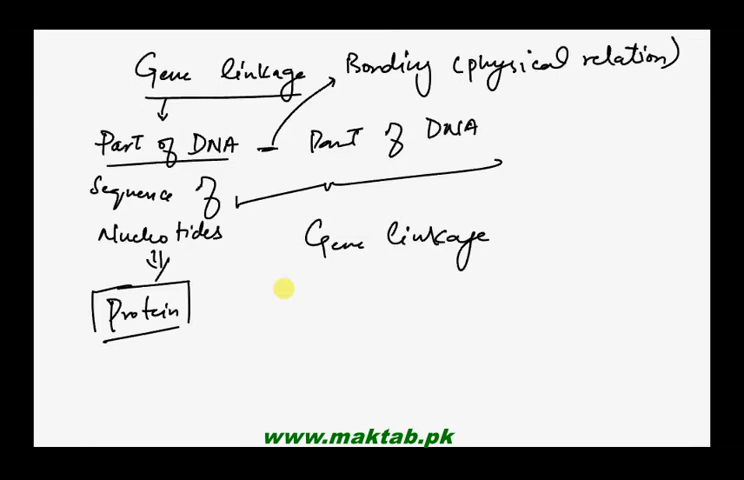 Gene linkage Bonding (physical relation)
Part of DNA — Part of DNA
Sequence of
Nucleotides
Gene linkage
Protein
www.maktab.pk